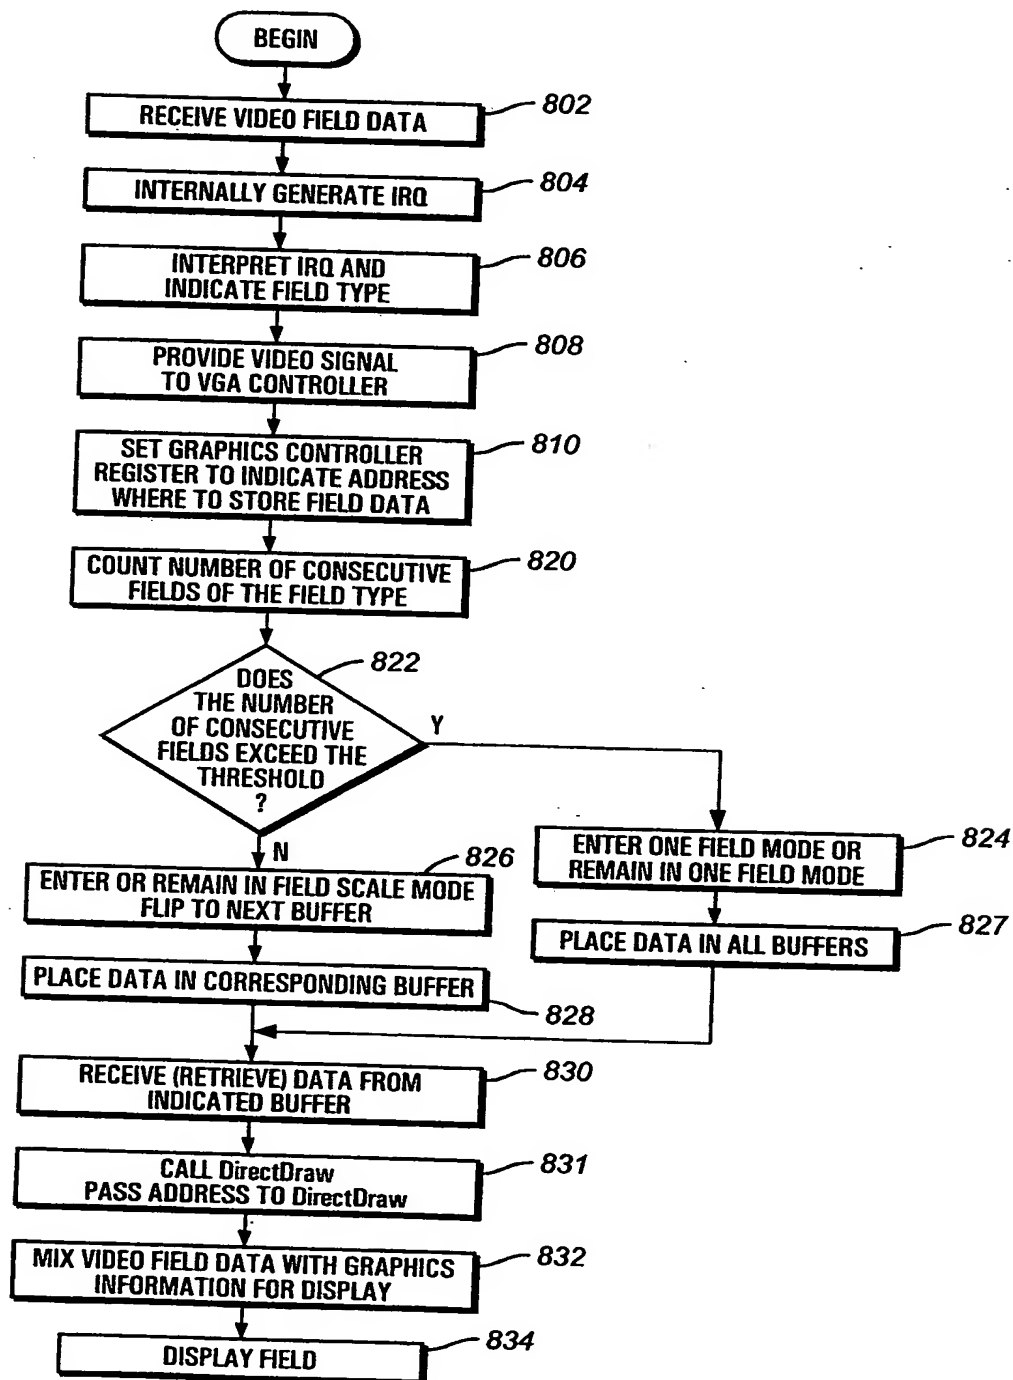 BEGIN
RECEIVE VIDEO FIELD DATA
802
INTERNALLY GENERATE IRQ
804
INTERPRET IRQ AND
INDICATE FIELD TYPE
806
PROVIDE VIDEO SIGNAL
TO VGA CONTROLLER
808
SET GRAPHICS CONTROLLER
REGISTER TO INDICATE ADDRESS
WHERE TO STORE FIELD DATA
810
COUNT NUMBER OF CONSECUTIVE
FIELDS OF THE FIELD TYPE
820
DOES
THE NUMBER
OF CONSECUTIVE
FIELDS EXCEED THE
THRESHOLD
?
822
Y
N
ENTER ONE FIELD MODE OR
REMAIN IN ONE FIELD MODE
824
PLACE DATA IN ALL BUFFERS
827
ENTER OR REMAIN IN FIELD SCALE MODE
FLIP TO NEXT BUFFER
826
PLACE DATA IN CORRESPONDING BUFFER
828
RECEIVE (RETRIEVE) DATA FROM
INDICATED BUFFER
830
CALL DirectDraw
PASS ADDRESS TO DirectDraw
831
MIX VIDEO FIELD DATA WITH GRAPHICS
INFORMATION FOR DISPLAY
832
DISPLAY FIELD
834